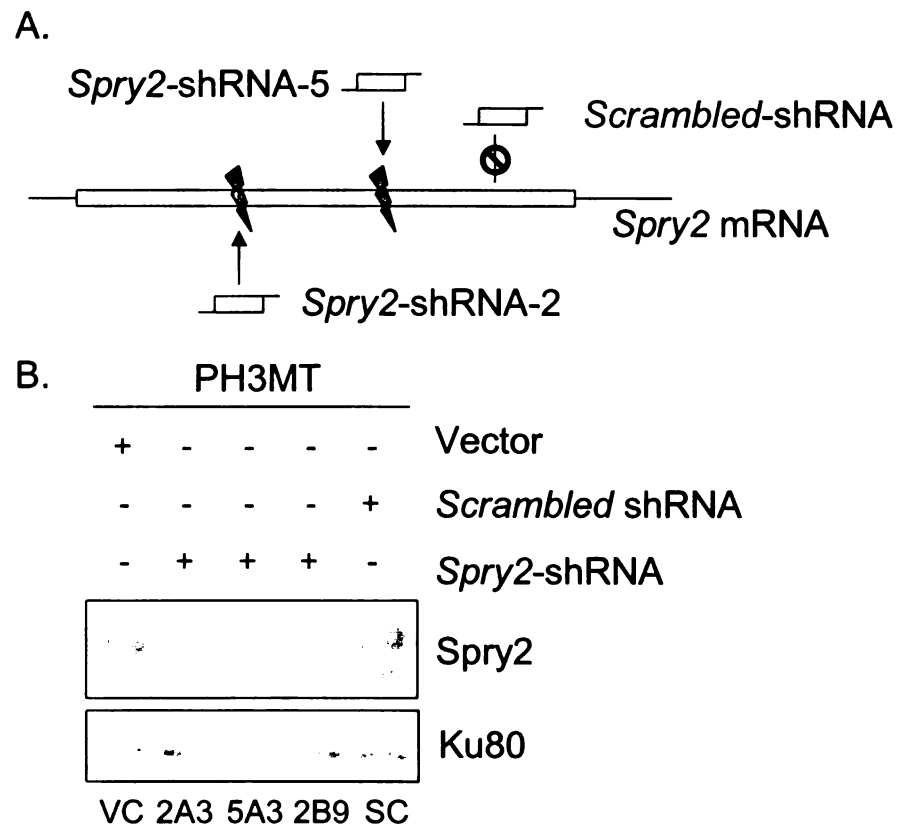 A.
Spry2-shRNA-5
Scrambled-shRNA
Spry2 mRNA
Spry2-shRNA-2
B.
PH3MT
+ - - - - Vector
- - - - + Scrambled shRNA
- + + + - Spry2-shRNA
Spry2
Ku80
VC 2A3 5A3 2B9 SC